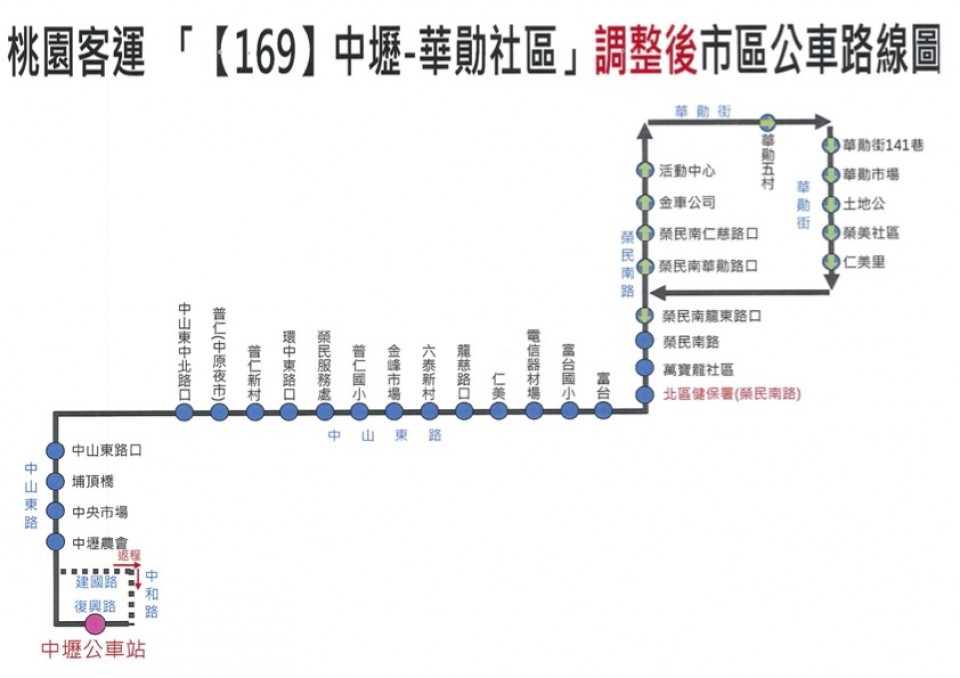 桃園客運 「【169】中壢-華勛社區」調整後市區公車路線圖
華勛街
華勛五村
華勛街141巷
華勛市場
土地公
榮美社區
仁美里
華勛街
活動中心
金車公司
榮民南仁慈路口
榮民南華勛路口
榮民南路
榮民南龍東路口
榮民南路
萬寶龍社區
北區健保署(榮民南路)
中山東中北路口
普仁(中原夜市)
普仁新村
環中東路口
榮民服務處
普仁國小
金峰市場
六泰新村
龍慈路口
仁美
電信器材場
富台國小
富台
中山東路
中山東路口
埔頂橋
中央市場
中壢農會
中山東路
返程
建國路
中和路
復興路
中壢公車站